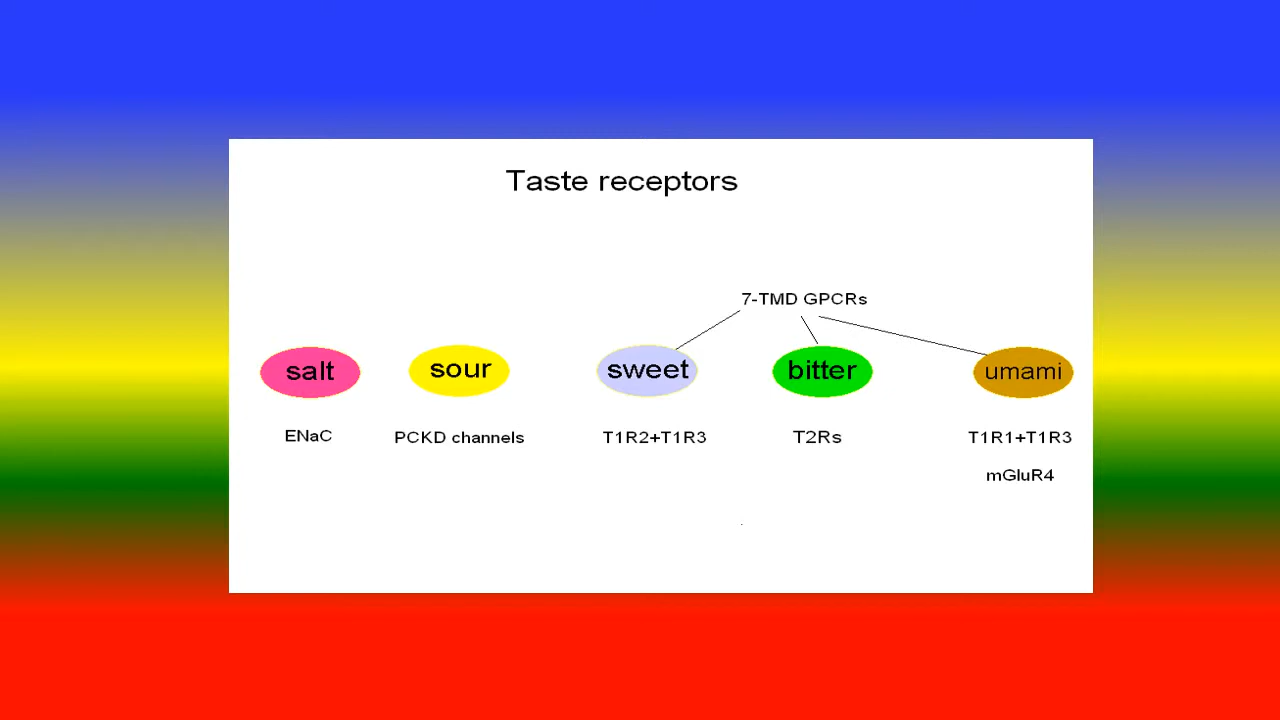 Taste receptors
7-TMD GPCRs
salt sour sweet bitter umami
ENaC PCKD channels T1R2+T1R3 T2Rs T1R1+T1R3
mGluR4